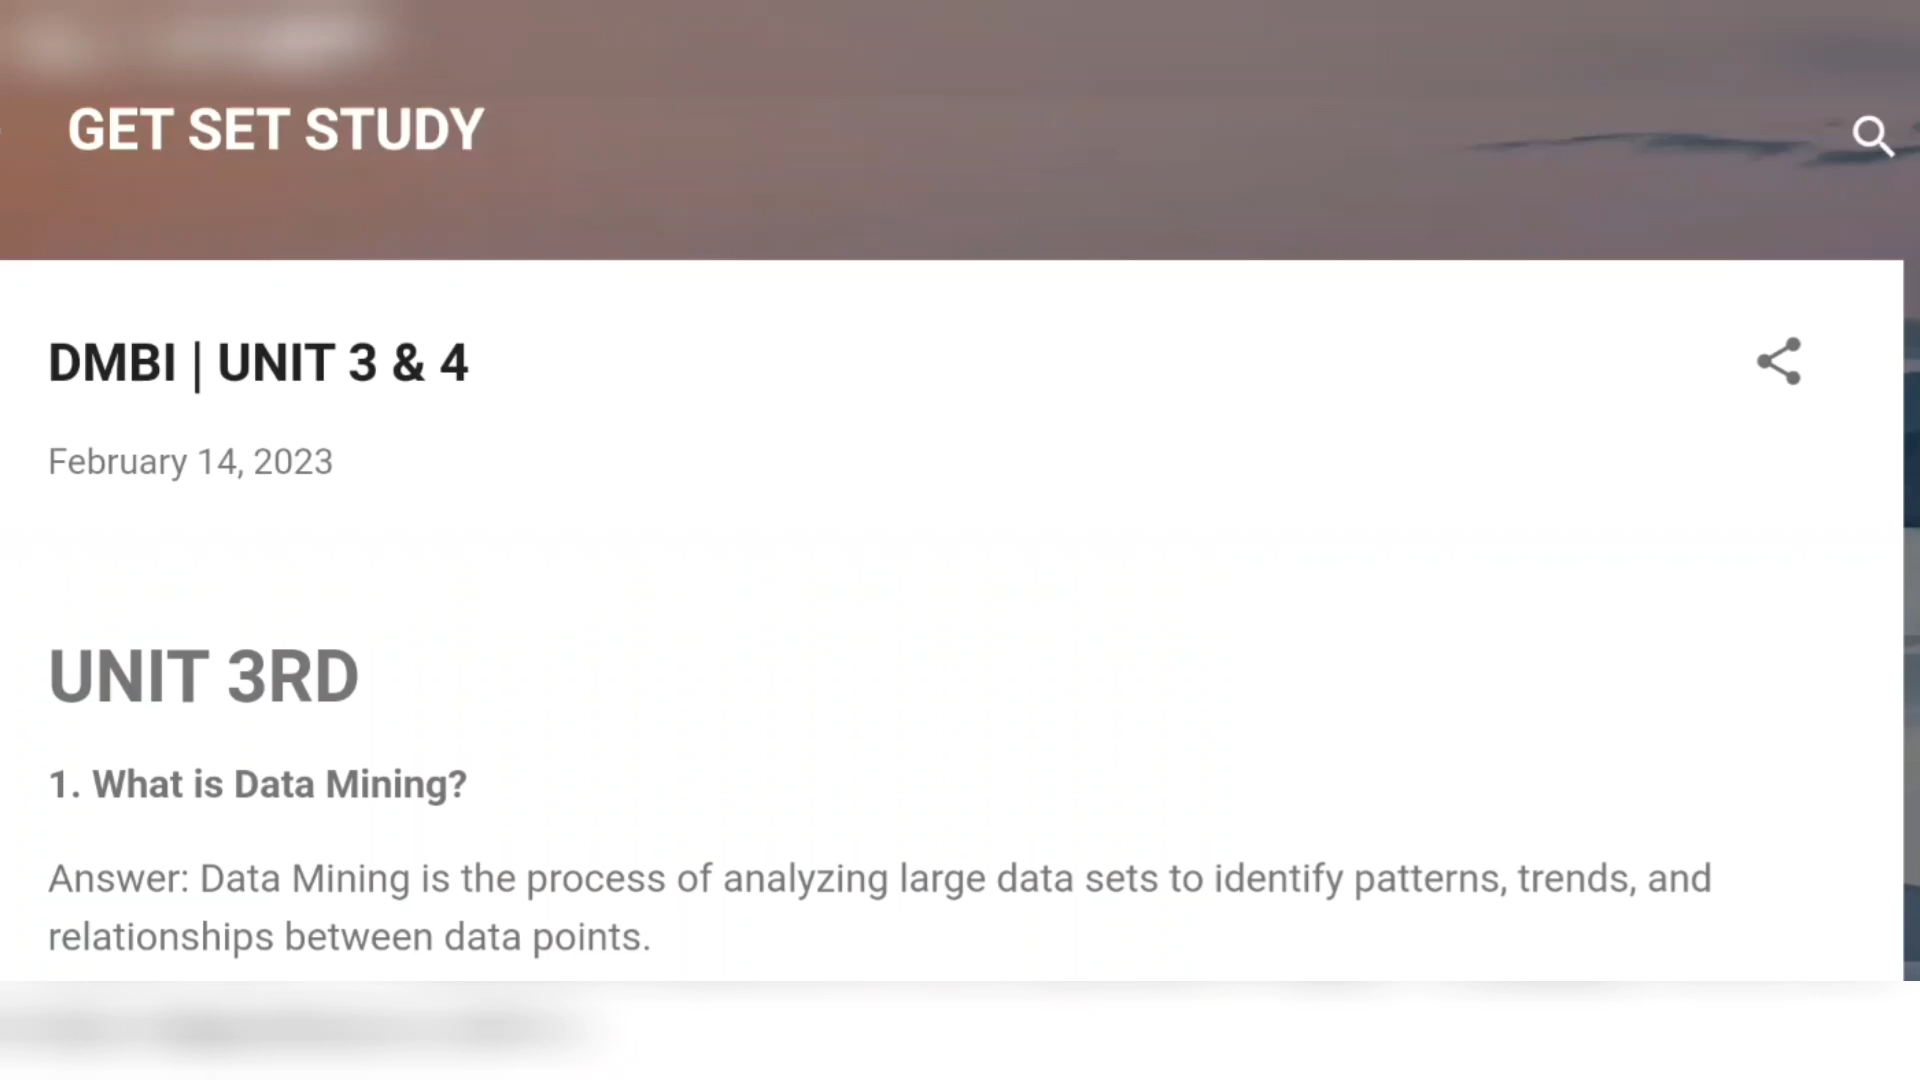 GET SET STUDY
DMBI | UNIT 3 & 4
February 14, 2023
UNIT 3RD
1. What is Data Mining?
Answer: Data Mining is the process of analyzing large data sets to identify patterns, trends, and
relationships between data points.